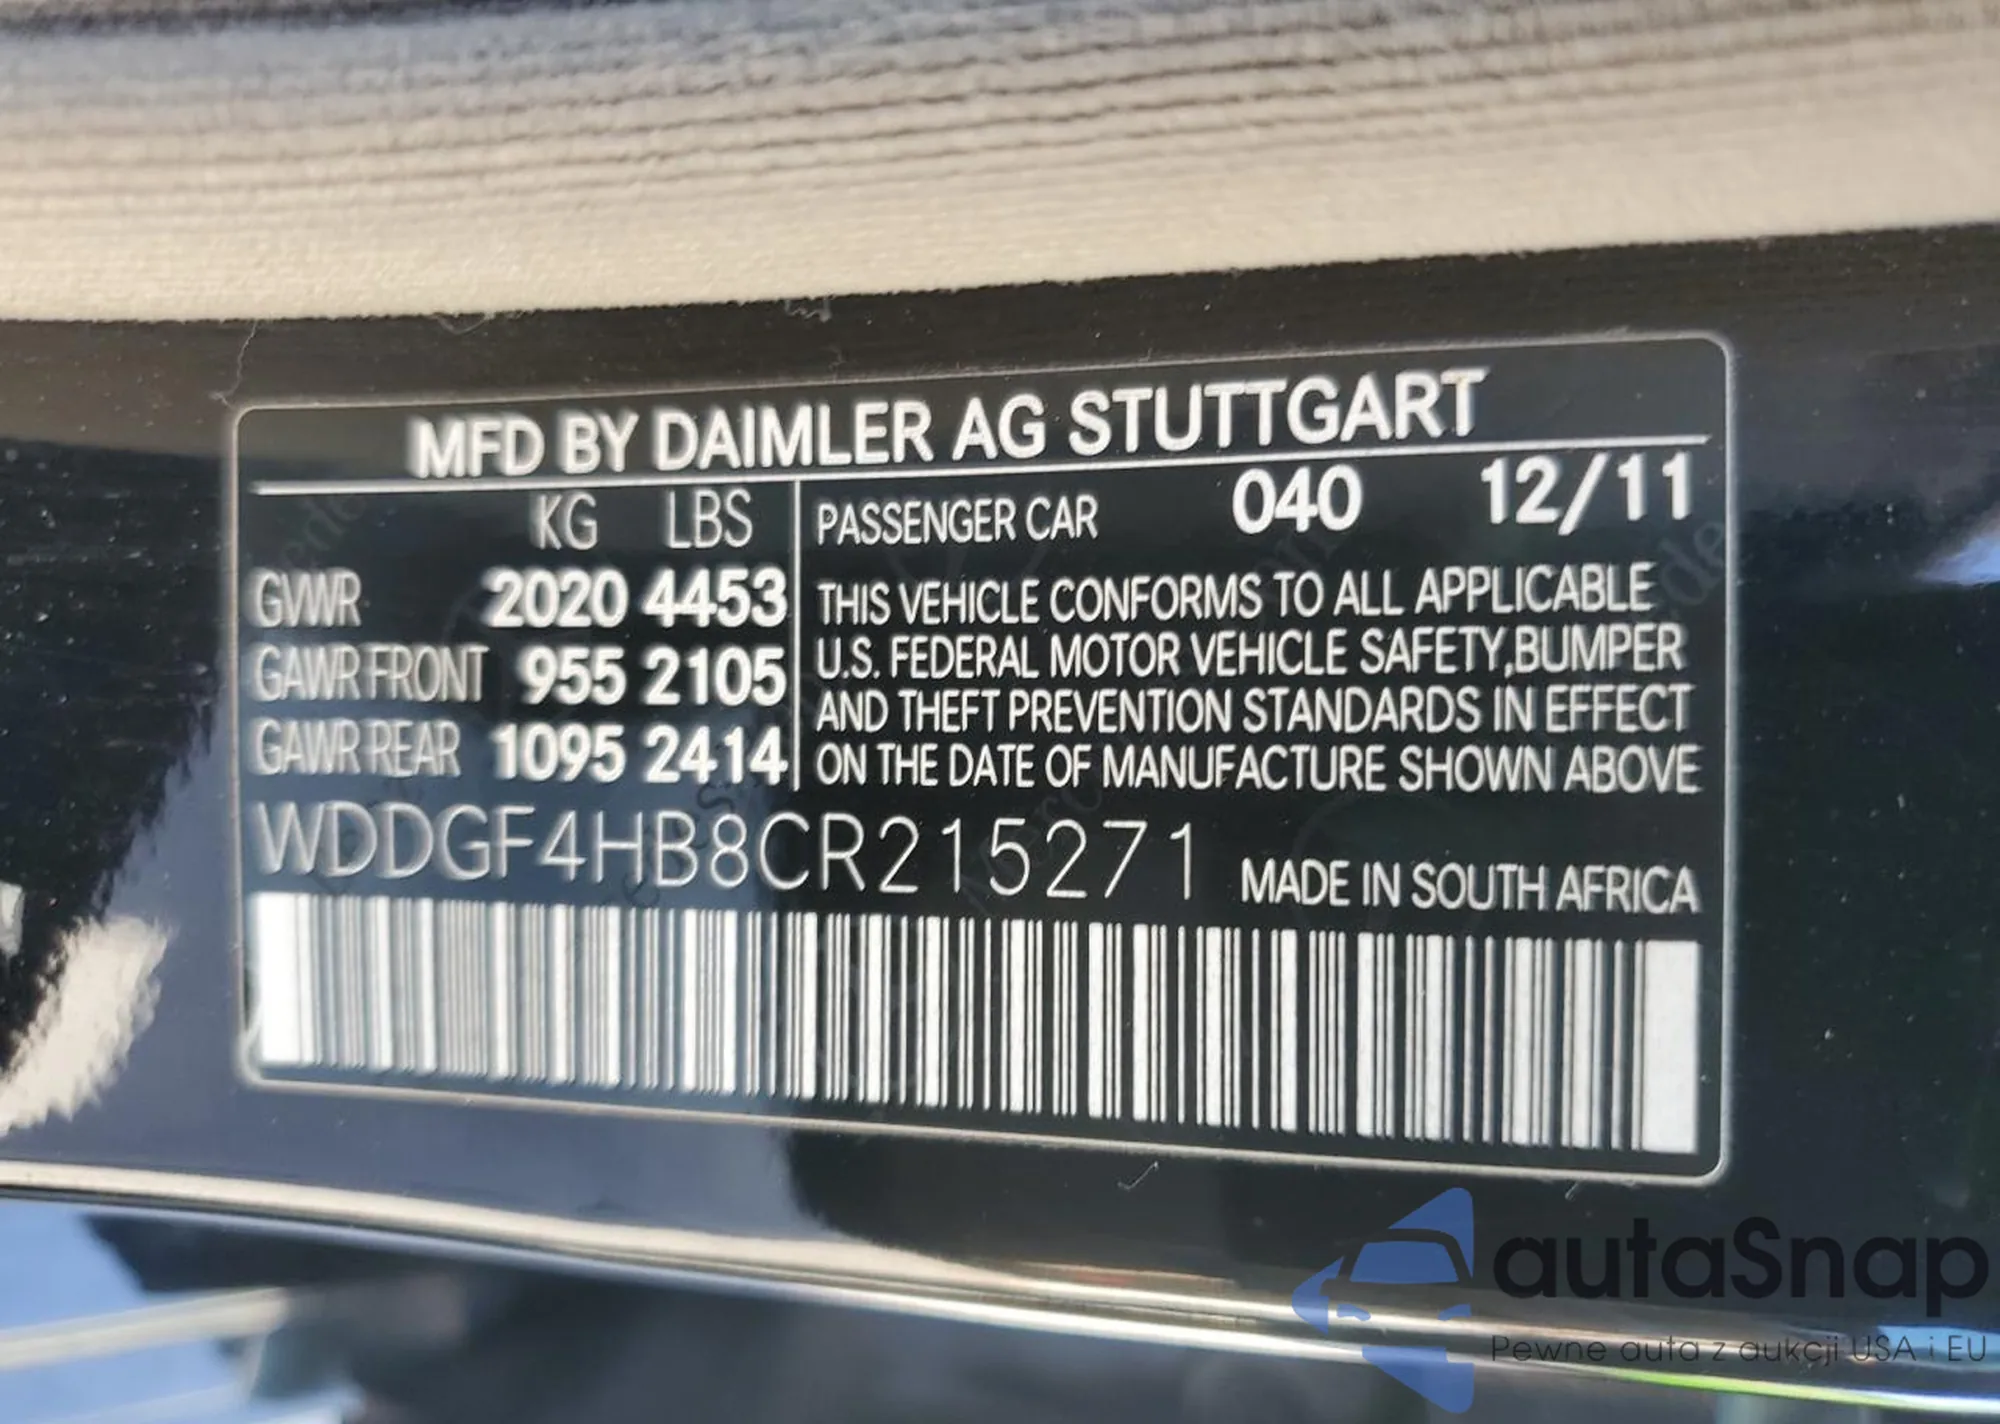 MFD BY DAIMLER AG STUTTGART
KG LBS
GVWR 2020 4453
GAWR FRONT 955 2105
GAWR REAR 1095 2414
PASSENGER CAR 040 12/11
THIS VEHICLE CONFORMS TO ALL APPLICABLE
U.S. FEDERAL MOTOR VEHICLE SAFETY,BUMPER
AND THEFT PREVENTION STANDARDS IN EFFECT
ON THE DATE OF MANUFACTURE SHOWN ABOVE
WDDGF4HB8CR215271 MADE IN SOUTH AFRICA
autaSnap
Pewne auta z aukcji USA i EU